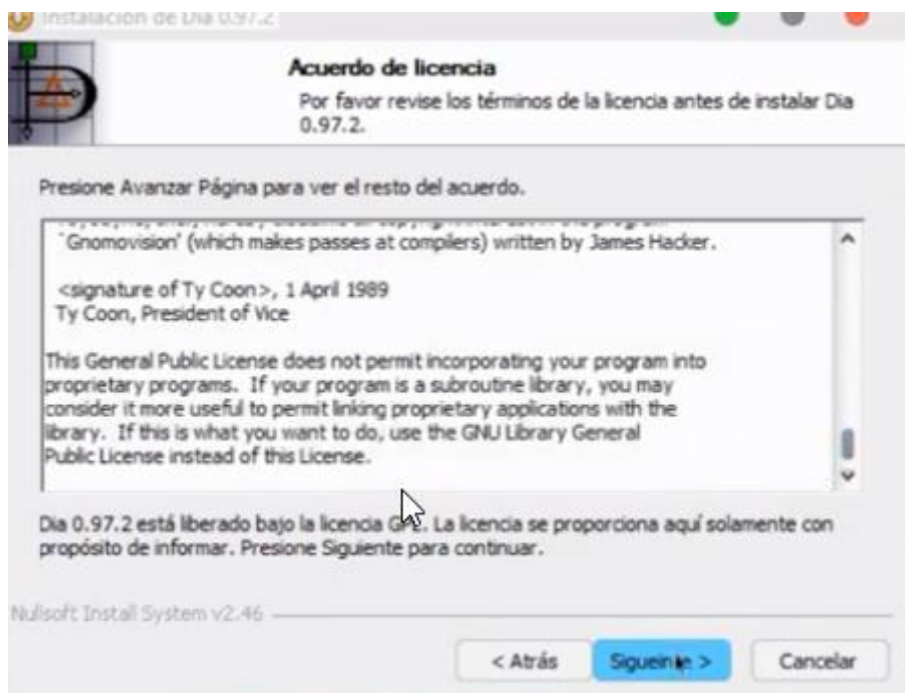 Instalación de Dia 0.97.2
Acuerdo de licencia
Por favor revise los términos de la licencia antes de instalar Dia
0.97.2.
Presione Avanzar Página para ver el resto del acuerdo.
`Gnomovision' (which makes passes at compilers) written by James Hacker.
<signature of Ty Coon>, 1 April 1989
Ty Coon, President of Vice
This General Public License does not permit incorporating your program into
proprietary programs. If your program is a subroutine library, you may
consider it more useful to permit linking proprietary applications with the
library. If this is what you want to do, use the GNU Library General
Public License instead of this License.
Dia 0.97.2 está liberado bajo la licencia GPL. La licencia se proporciona aquí solamente con
propósito de informar. Presione Siguiente para continuar.
Nullsoft Install System v2.46
< Atrás
>
Cancelar